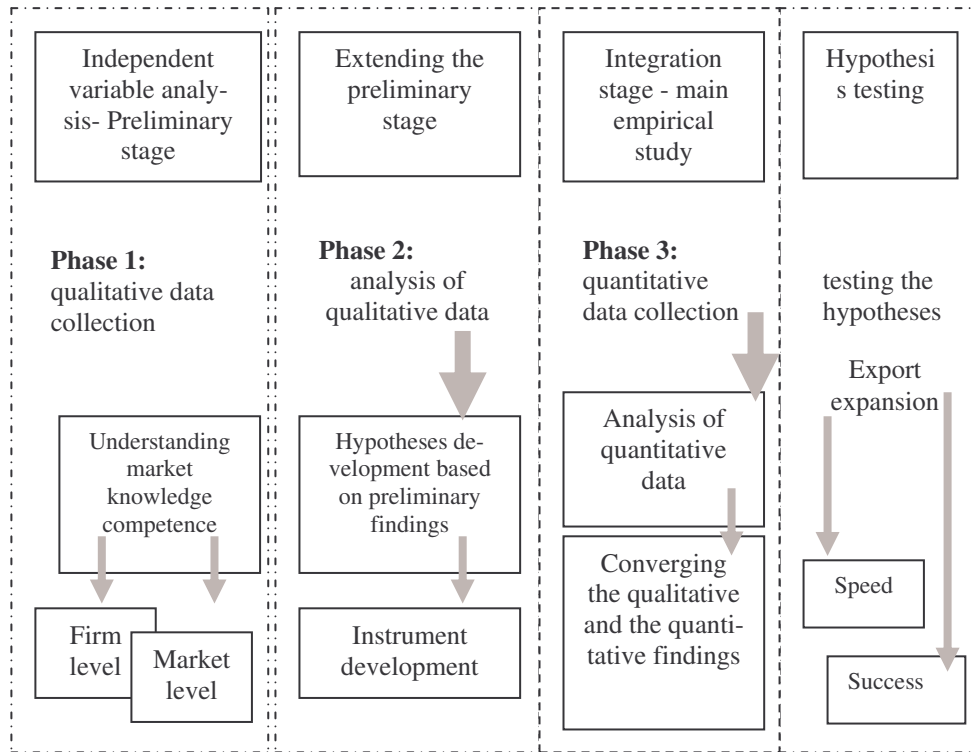 Independent
variable analy-
sis- Preliminary
stage
Extending the
preliminary
stage
Integration
stage - main
empirical
study
Hypothesi
s testing
Phase 1:
qualitative data
collection
Phase 2:
analysis of
qualitative data
Phase 3:
quantitative
data collection
testing the
hypotheses
Understanding
market
knowledge
competence
Firm
level
Market
level
Hypotheses de-
velopment based
on preliminary
findings
Instrument
development
Analysis of
quantitative
data
Converging
the qualitative
and the quanti-
tative findings
Export
expansion
Speed
Success